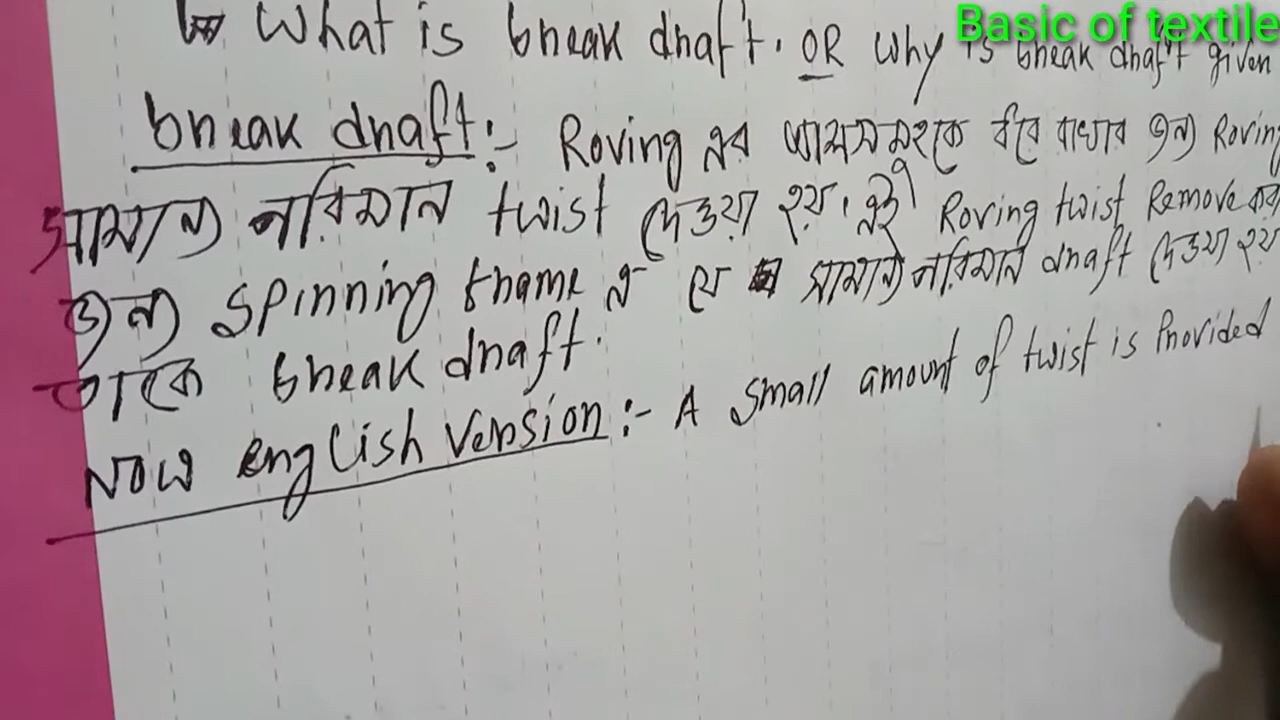 Basic of textile
What is break draft. OR Why is break draft given
break draft:- Roving এর আঁশসমূহকে ধরে রাখার জন্য Roving
সামান্য পরিমান twist দেওয়া হয়। এই Roving twist Remove করা
জন্য Spinning frame এ যে সামান্য পরিমান draft দেওয়া হয়
তাকে break draft.
Now english Version:- A small amount of twist is Provided